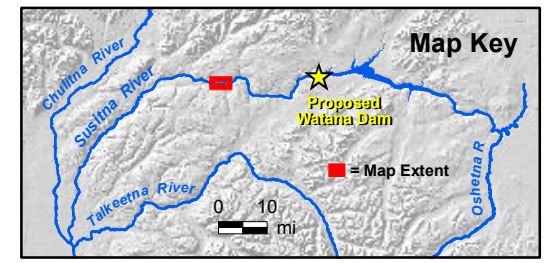 Map Key
Chulitna River
Susitna River
Proposed
Watana Dam
= Map Extent
Talkeetna River
Oshetna R
0 10
mi